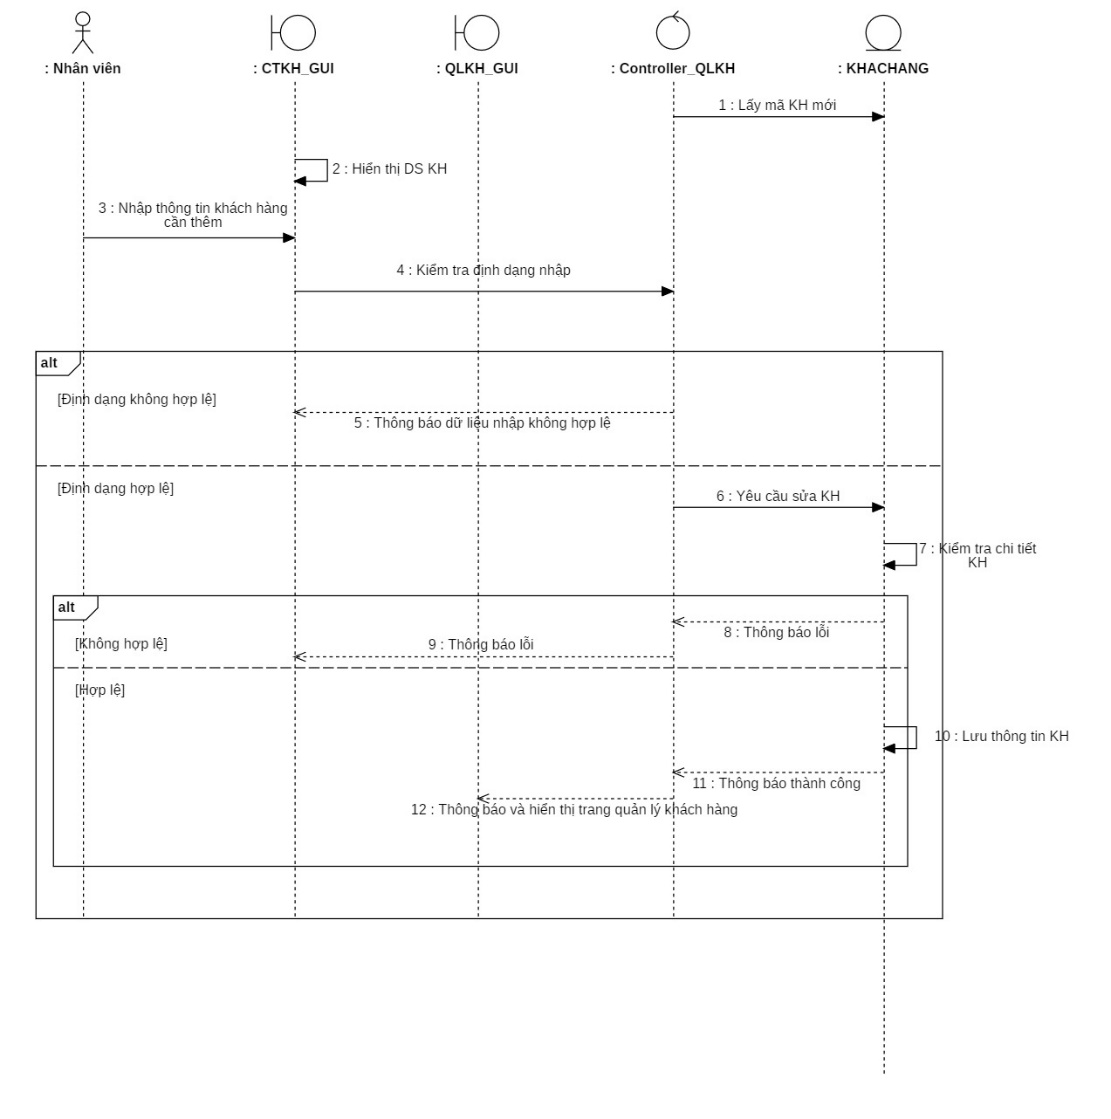 : Nhân viên
: CTKH_GUI
: QLKH_GUI
: Controller_QLKH
: KHACHANG
1 : Lấy mã KH mới
2 : Hiển thị DS KH
3 : Nhập thông tin khách hàng
cần thêm
4 : Kiểm tra định dạng nhập
alt
[Định dạng không hợp lệ]
5 : Thông báo dữ liệu nhập không hợp lệ
[Định dạng hợp lệ]
6 : Yêu cầu sửa KH
7 : Kiểm tra chi tiết
KH
alt
8 : Thông báo lỗi
[Không hợp lệ]
9 : Thông báo lỗi
[Hợp lệ]
10 : Lưu thông tin KH
11 : Thông báo thành công
12 : Thông báo và hiển thị trang quản lý khách hàng